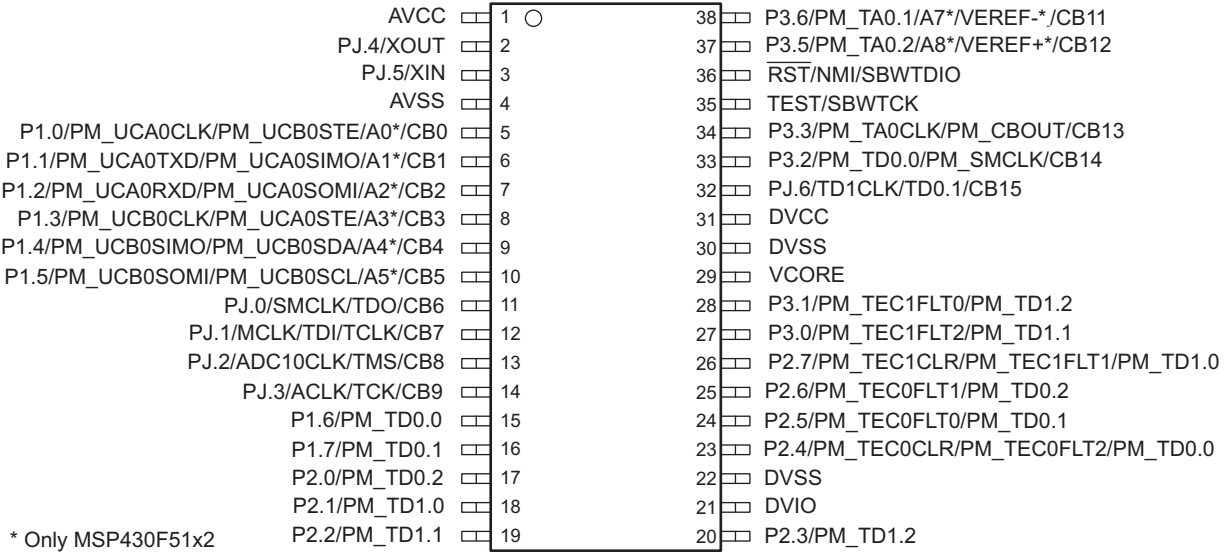 AVCC 1 38 P3.6/PM_TA0.1/A7*/VEREF-*/CB11
PJ.4/XOUT 2 37 P3.5/PM_TA0.2/A8*/VEREF+*/CB12
PJ.5/XIN 3 36 RST/NMI/SBWTDIO
AVSS 4 35 TEST/SBWTCK
P1.0/PM_UCA0CLK/PM_UCB0STE/A0*/CB0 5 34 P3.3/PM_TA0CLK/PM_CBOUT/CB13
P1.1/PM_UCA0TXD/PM_UCA0SIMO/A1*/CB1 6 33 P3.2/PM_TD0.0/PM_SMCLK/CB14
P1.2/PM_UCA0RXD/PM_UCA0SOMI/A2*/CB2 7 32 PJ.6/TD1CLK/TD0.1/CB15
P1.3/PM_UCB0CLK/PM_UCA0STE/A3*/CB3 8 31 DVCC
P1.4/PM_UCB0SIMO/PM_UCB0SDA/A4*/CB4 9 30 DVSS
P1.5/PM_UCB0SOMI/PM_UCB0SCL/A5*/CB5 10 29 VCORE
PJ.0/SMCLK/TDO/CB6 11 28 P3.1/PM_TEC1FLT0/PM_TD1.2
PJ.1/MCLK/TDI/TCLK/CB7 12 27 P3.0/PM_TEC1FLT2/PM_TD1.1
PJ.2/ADC10CLK/TMS/CB8 13 26 P2.7/PM_TEC1CLR/PM_TEC1FLT1/PM_TD1.0
PJ.3/ACLK/TCK/CB9 14 25 P2.6/PM_TEC0FLT1/PM_TD0.2
P1.6/PM_TD0.0 15 24 P2.5/PM_TEC0FLT0/PM_TD0.1
P1.7/PM_TD0.1 16 23 P2.4/PM_TEC0CLR/PM_TEC0FLT2/PM_TD0.0
P2.0/PM_TD0.2 17 22 DVSS
P2.1/PM_TD1.0 18 21 DVIO
P2.2/PM_TD1.1 19 20 P2.3/PM_TD1.2
* Only MSP430F51x2